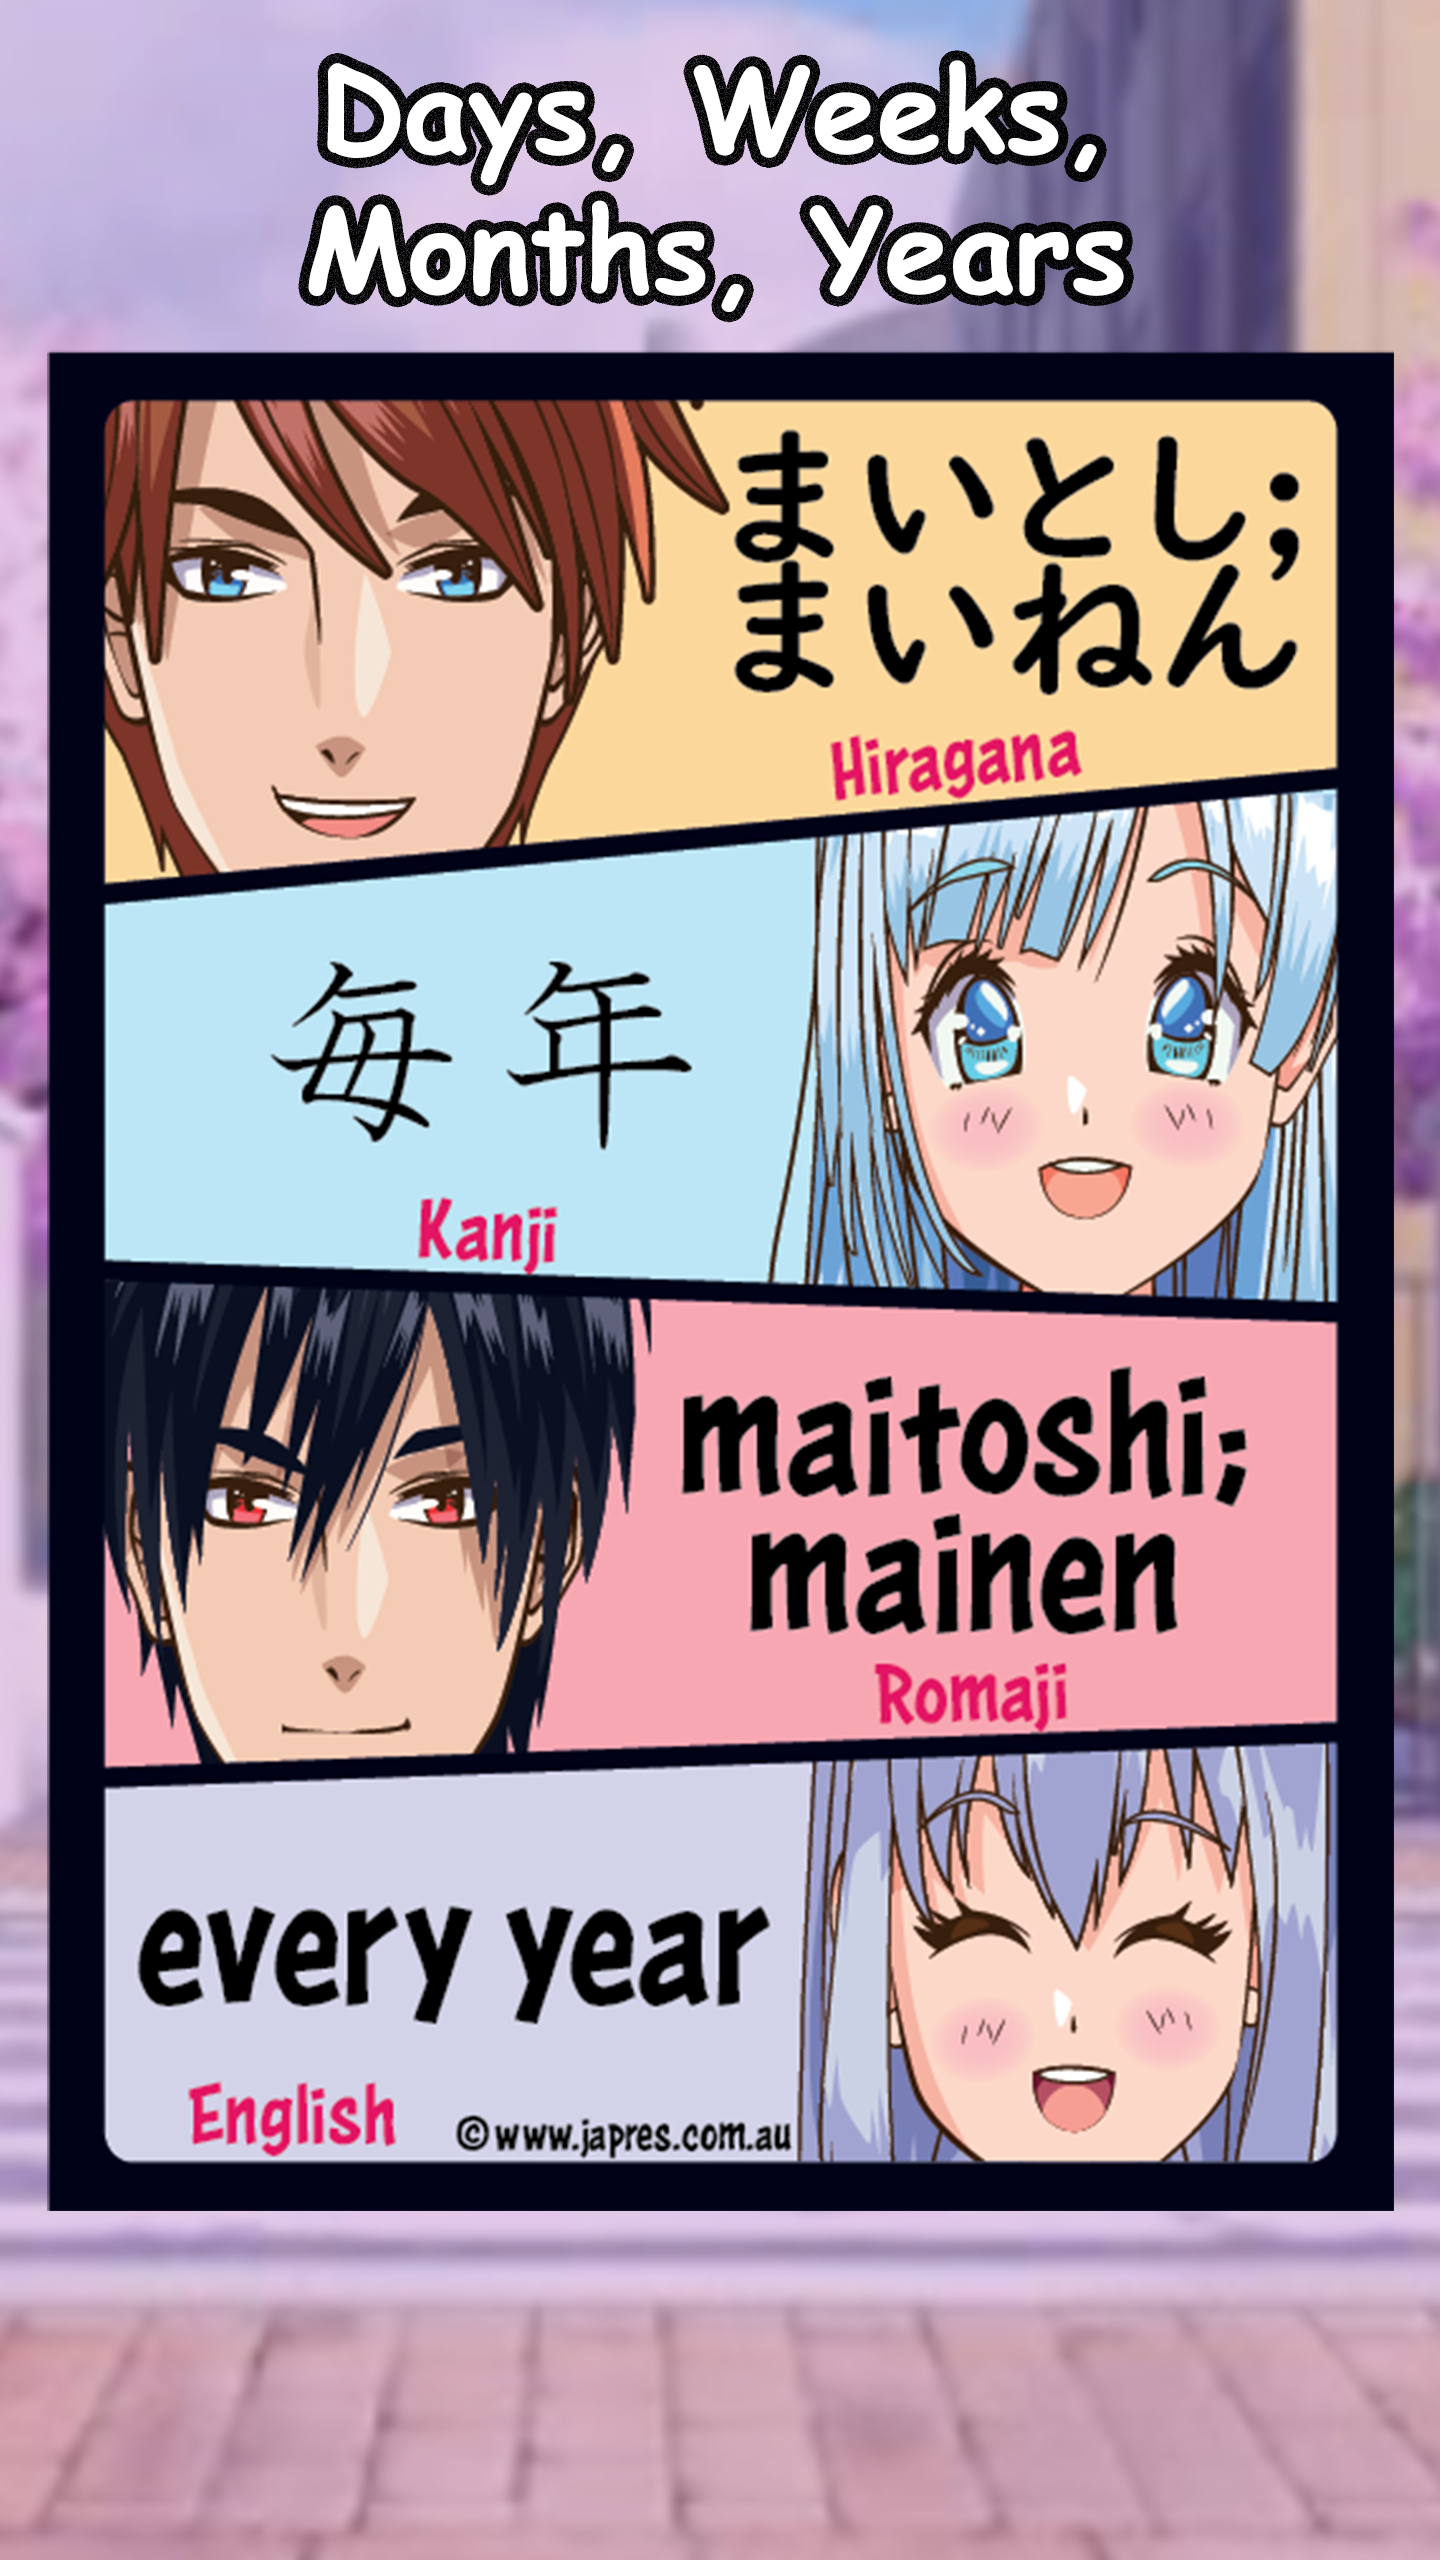 Days, Weeks,
Months, Years
まいとし;
まいねん
Hiragana
毎年
Kanji
maitoshi;
mainen
Romaji
every year
English
©www.japres.com.au